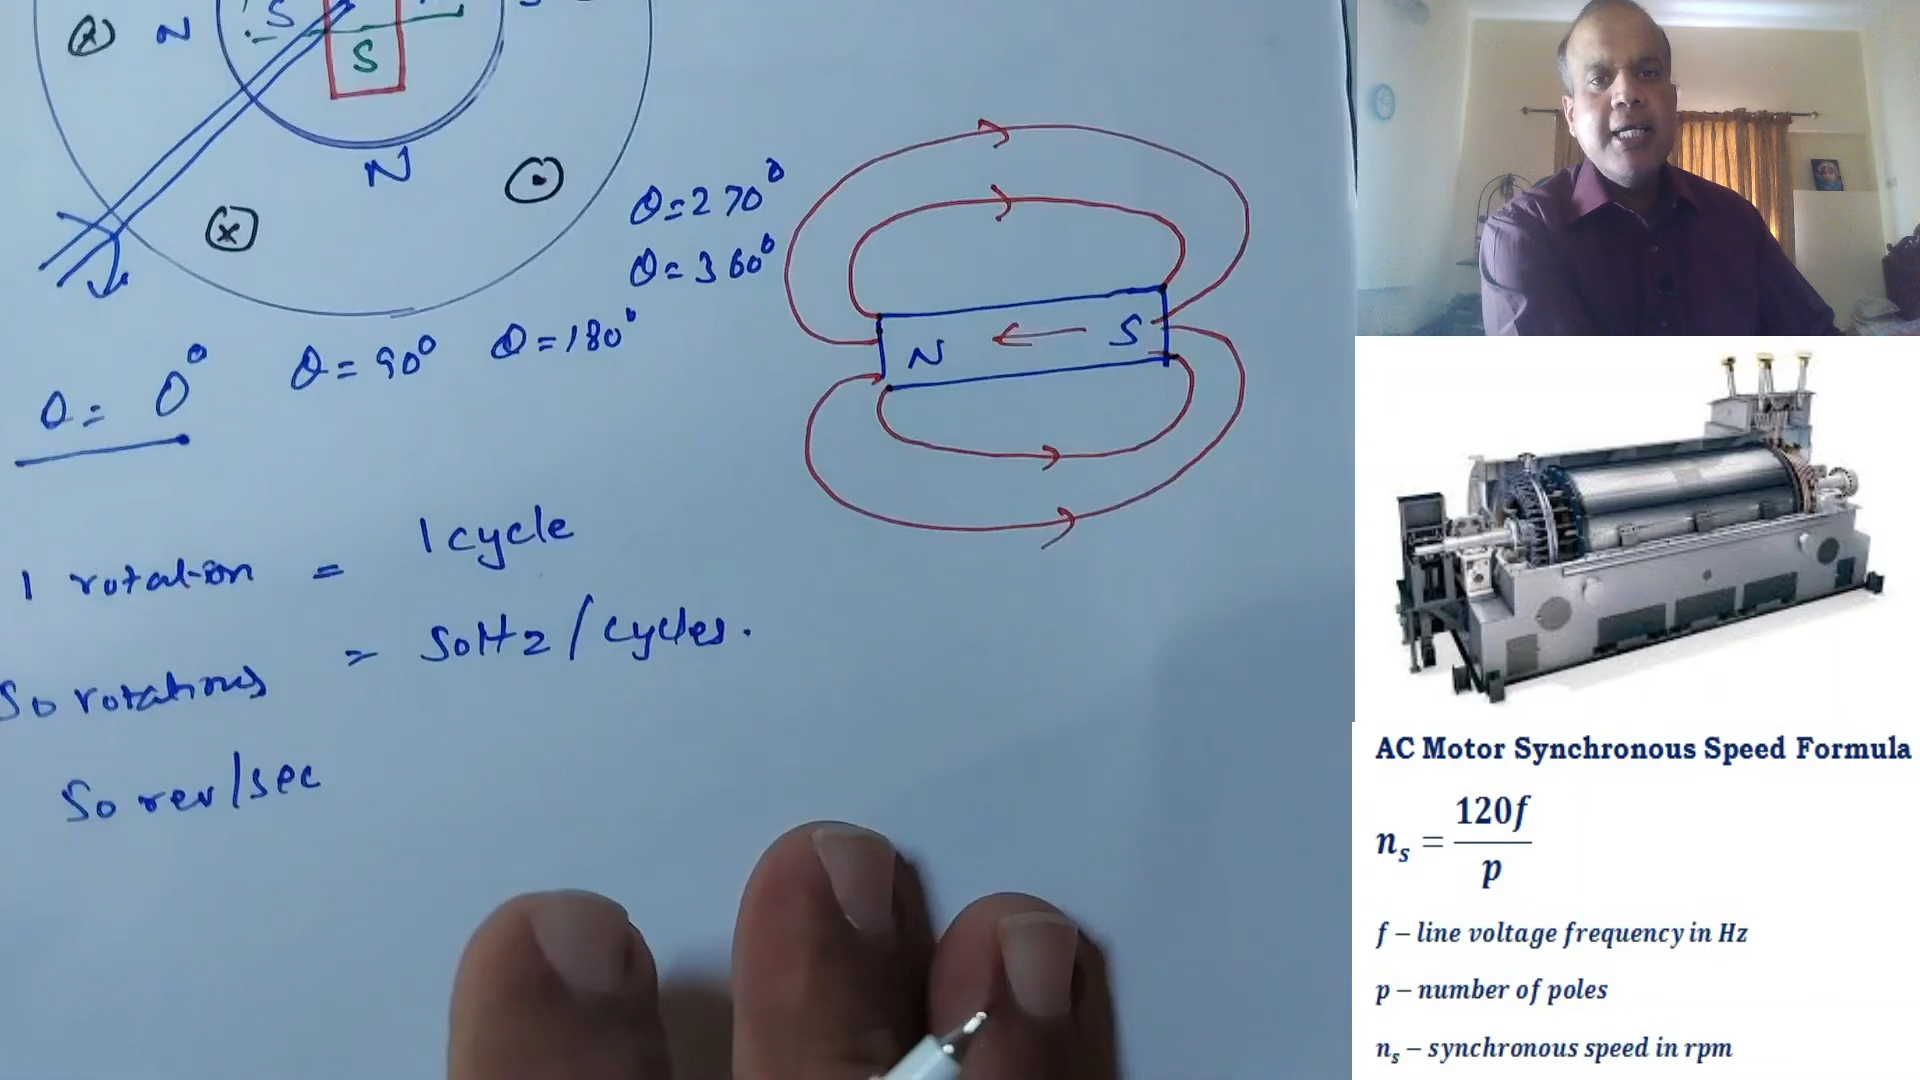 S
N
S
N
θ = 270°
θ = 360°
θ = 0°
θ = 90°
θ = 180°
N ← S
1 rotation = 1 cycle
50 rotations = 50Hz / cycles.
50 rev/sec
AC Motor Synchronous Speed Formula
nₛ = 120f / p
f – line voltage frequency in Hz
p – number of poles
nₛ – synchronous speed in rpm